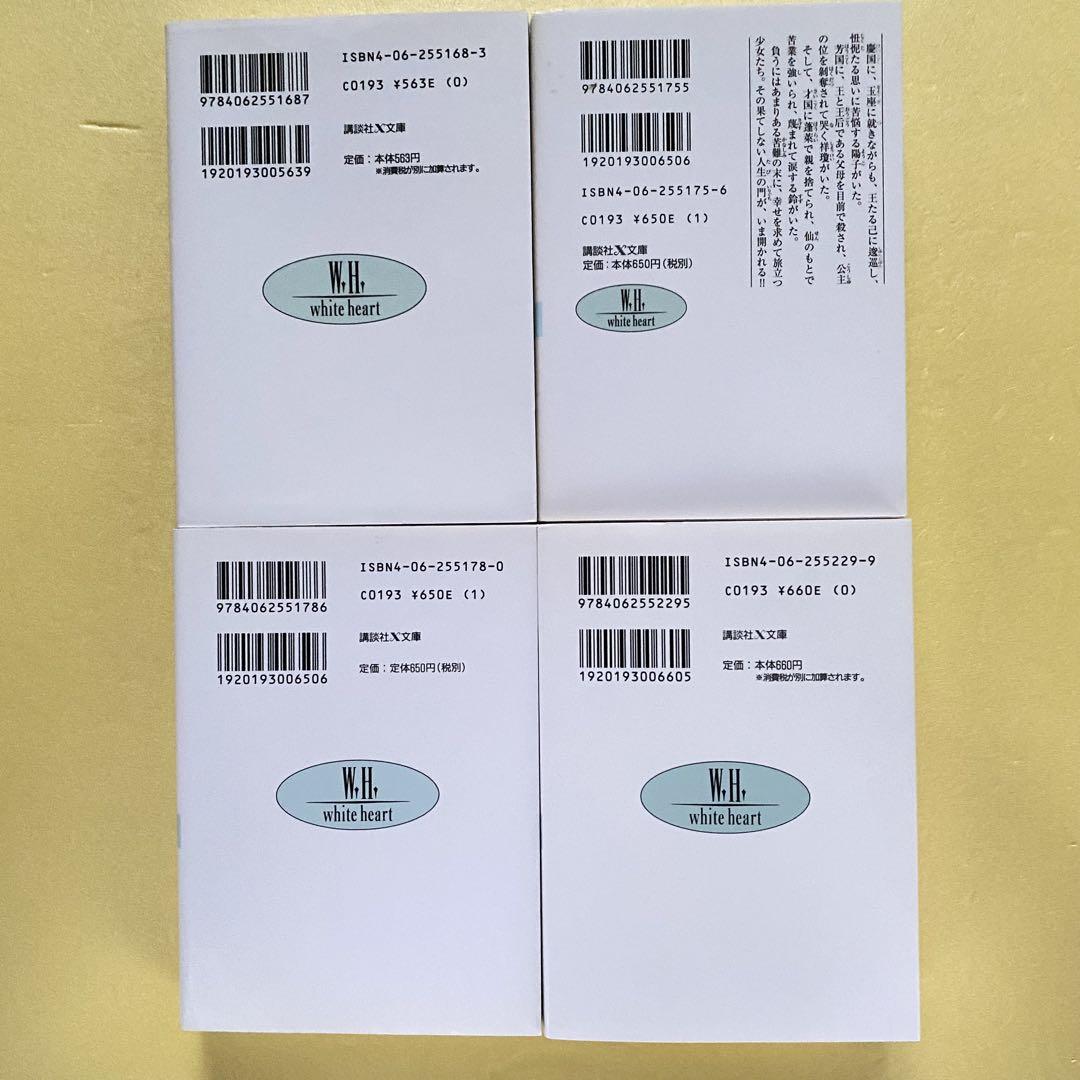 ISBN4-06-255168-3
9784062551687
C0193 ¥563E (0)
1920193005639
講談社X文庫
定価：本体563円
※消費税が別に加算されます。
W.H.
white heart
9784062551755
1920193006506
ISBN4-06-255175-6
C0193 ¥650E (1)
講談社X文庫
定価：本体650円(税別)
W.H.
white heart
慶国に、玉座に就きながらも、王たる己に逡巡し、
忸怩たる思いに苦悩する陽子がいた。
芳国に、王と王后である父母を目前で殺され、公主
の位を剝奪されて哭く祥瓊がいた。
そして、才国に蓬萊で親を捨てられ、仙のもとで
苦業を強いられ、蔑まれて涙する鈴がいた。
負うにはあまりある苦難の末に、幸せを求めて旅立つ
少女たち。その果てしない人生の門が、いま開かれる!!
ISBN4-06-255178-0
9784062551786
C0193 ¥650E (1)
1920193006506
講談社X文庫
定価：定体650円(税別)
W.H.
white heart
ISBN4-06-255229-9
9784062552295
C0193 ¥660E (0)
1920193006605
講談社X文庫
定価：本体660円
※消費税が別に加算されます。
W.H.
white heart